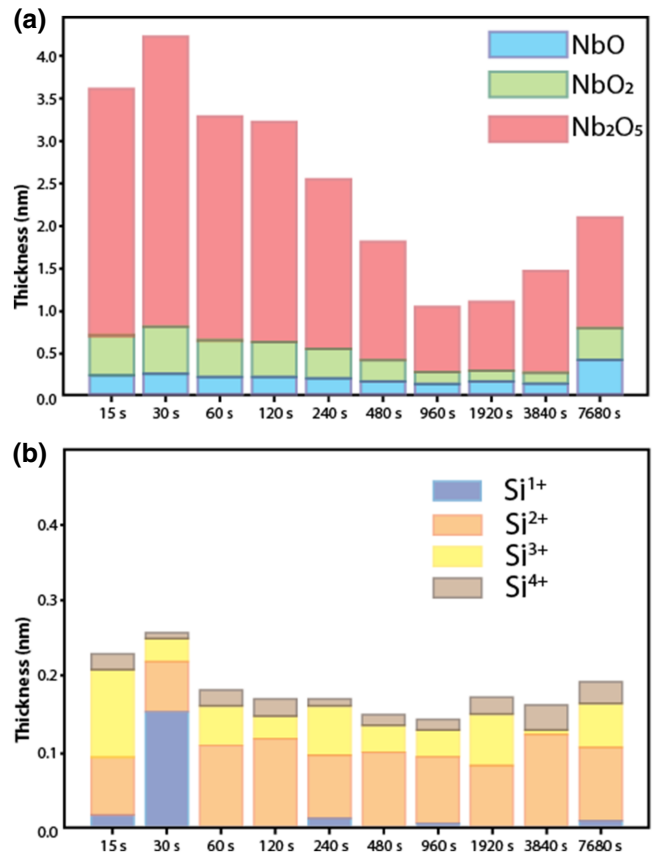 (a)
NbO
NbO₂
Nb₂O₅
Thickness (nm)
4.0
3.5
3.0
2.5
2.0
1.5
1.0
0.5
0.0
15 s 30 s 60 s 120 s 240 s 480 s 960 s 1920 s 3840 s 7680 s
(b)
Si¹⁺
Si²⁺
Si³⁺
Si⁴⁺
Thickness (nm)
0.4
0.3
0.2
0.1
0.0
15 s 30 s 60 s 120 s 240 s 480 s 960 s 1920 s 3840 s 7680 s